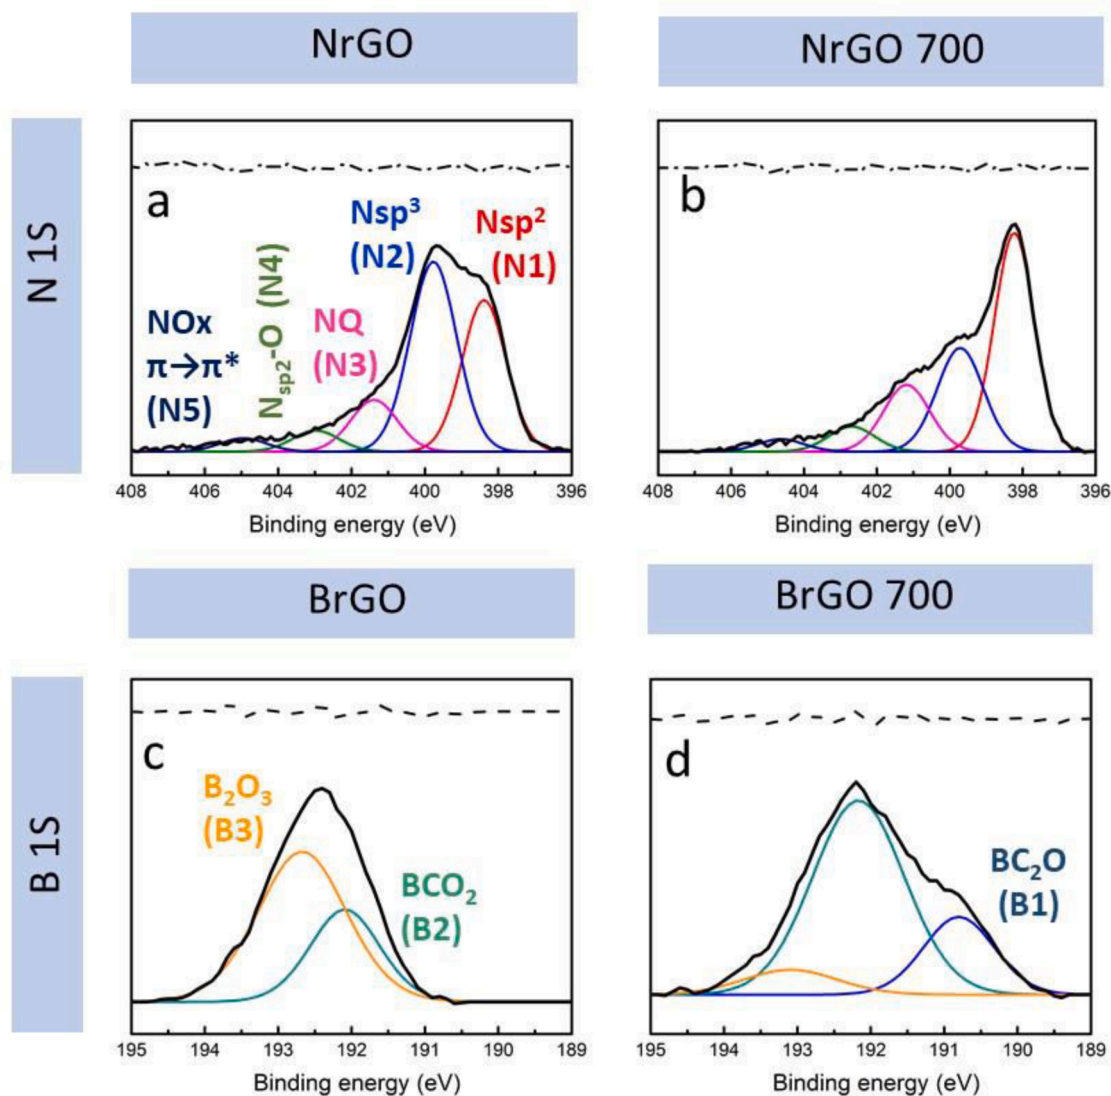 NrGO
NrGO 700
N 1S
a
Nsp³
(N2)
Nsp²
(N1)
NOx
π→π*
(N5)
Nsp2-O (N4)
NQ
(N3)
408 406 404 402 400 398 396
Binding energy (eV)
b
408 406 404 402 400 398 396
Binding energy (eV)
BrGO
BrGO 700
B 1S
c
B₂O₃
(B3)
BCO₂
(B2)
195 194 193 192 191 190 189
Binding energy (eV)
d
BC₂O
(B1)
195 194 193 192 191 190 189
Binding energy (eV)